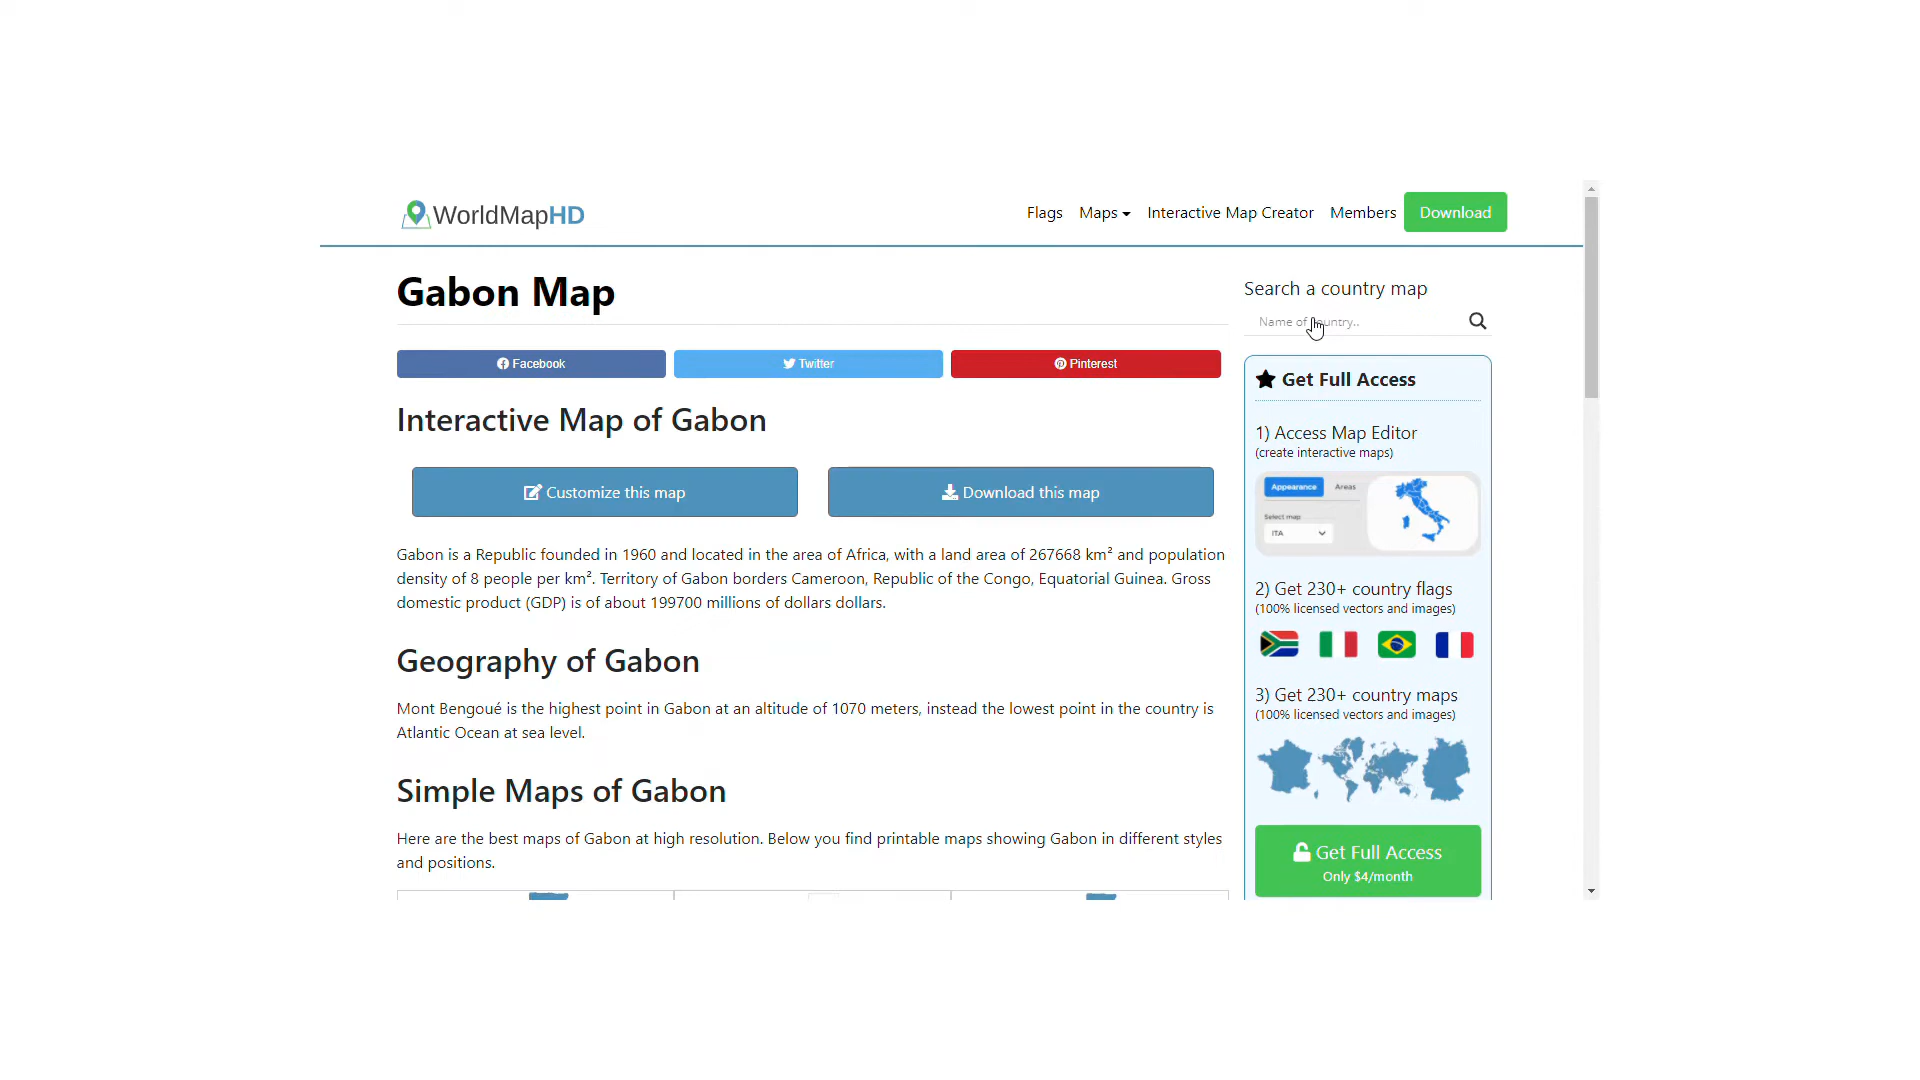 WorldMapHD
Flags Maps Interactive Map Creator Members Download
Gabon Map
Facebook Twitter Pinterest
Interactive Map of Gabon
Customize this map Download this map
Gabon is a Republic founded in 1960 and located in the area of Africa, with a land area of 267668 km² and population
density of 8 people per km². Territory of Gabon borders Cameroon, Republic of the Congo, Equatorial Guinea. Gross
domestic product (GDP) is of about 199700 millions of dollars dollars.
Geography of Gabon
Mont Bengoué is the highest point in Gabon at an altitude of 1070 meters, instead the lowest point in the country is
Atlantic Ocean at sea level.
Simple Maps of Gabon
Here are the best maps of Gabon at high resolution. Below you find printable maps showing Gabon in different styles
and positions.
Search a country map
Name of country..
Get Full Access
1) Access Map Editor
(create interactive maps)
Appearance Areas
Select map
ITA
2) Get 230+ country flags
(100% licensed vectors and images)
3) Get 230+ country maps
(100% licensed vectors and images)
Get Full Access
Only $4/month